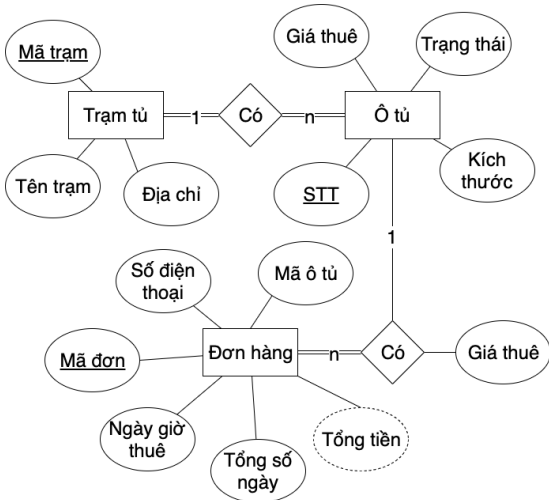 Giá thuê
Trạng thái
Mã trạm
Trạm tủ
1
Có
n
Ô tủ
Tên trạm
Địa chỉ
STT
Kích
thước
1
Số điện
thoại
Mã ô tủ
Mã đơn
Đơn hàng
n
Có
Giá thuê
Ngày giờ
thuê
Tổng số
ngày
Tổng tiền